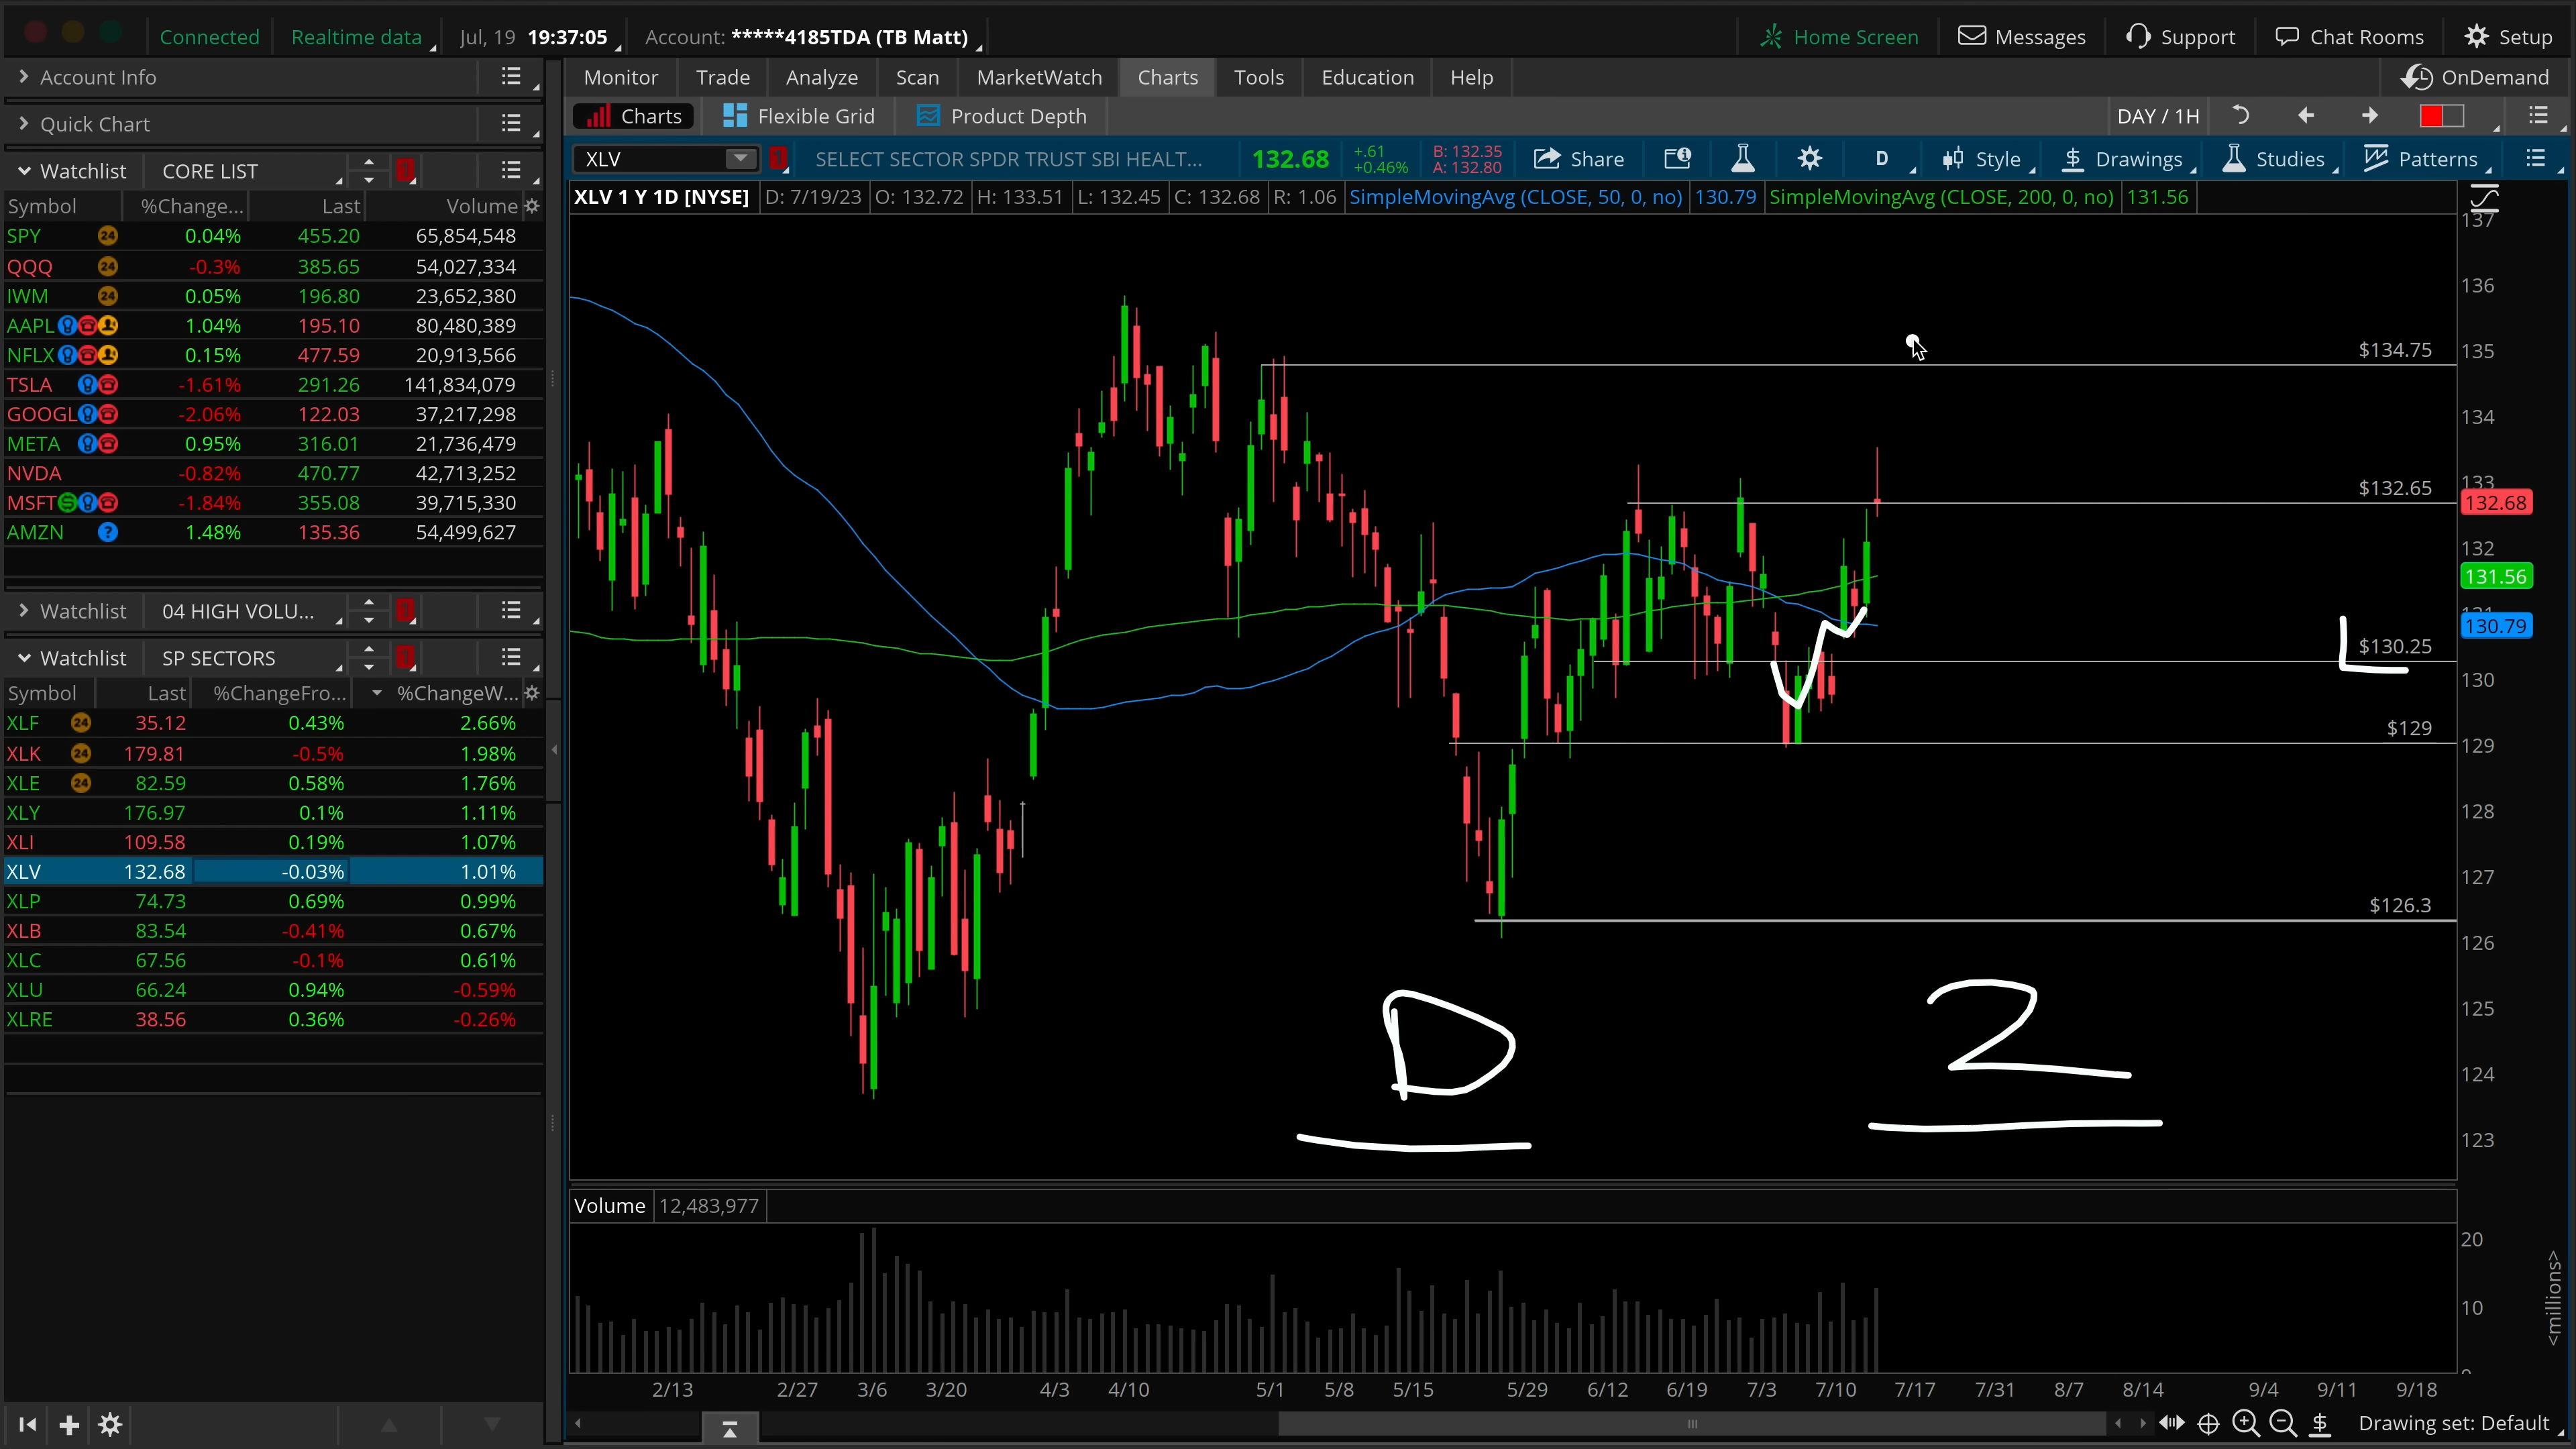 Connected Realtime data Jul, 19 19:37:05 Account: *****4185TDA (TB Matt) Home Screen Messages Support Chat Rooms Setup
Account Info Monitor Trade Analyze Scan MarketWatch Charts Tools Education Help OnDemand
Quick Chart Charts Flexible Grid Product Depth DAY / 1H
Watchlist CORE LIST XLV SELECT SECTOR SPDR TRUST SBI HEALT... 132.68 +.61 +0.46% B: 132.35 A: 132.80 Share D Style Drawings Studies Patterns
XLV 1 Y 1D [NYSE] D: 7/19/23 O: 132.72 H: 133.51 L: 132.45 C: 132.68 R: 1.06 SimpleMovingAvg (CLOSE, 50, 0, no) 130.79 SimpleMovingAvg (CLOSE, 200, 0, no) 131.56
Symbol %Change... Last Volume
SPY 24 0.04% 455.20 65,854,548
QQQ 24 -0.3% 385.65 54,027,334
IWM 24 0.05% 196.80 23,652,380
AAPL 1.04% 195.10 80,480,389
NFLX 0.15% 477.59 20,913,566
TSLA -1.61% 291.26 141,834,079
GOOGL -2.06% 122.03 37,217,298
META 0.95% 316.01 21,736,479
NVDA -0.82% 470.77 42,713,252
MSFT -1.84% 355.08 39,715,330
AMZN 1.48% 135.36 54,499,627
Watchlist 04 HIGH VOLU...
Watchlist SP SECTORS
Symbol Last %ChangeFro... %ChangeW...
XLF 24 35.12 0.43% 2.66%
XLK 24 179.81 -0.5% 1.98%
XLE 24 82.59 0.58% 1.76%
XLY 176.97 0.1% 1.11%
XLI 109.58 0.19% 1.07%
XLV 132.68 -0.03% 1.01%
XLP 74.73 0.69% 0.99%
XLB 83.54 -0.41% 0.67%
XLC 67.56 -0.1% 0.61%
XLU 66.24 0.94% -0.59%
XLRE 38.56 0.36% -0.26%
137
136
$134.75 135
134
$132.65 133
132.68
132
131.56
131
130.79
$130.25
130
$129 129
128
127
$126.3
126
125
124
123
D 2
Volume 12,483,977
20
10
<millions>
2/13 2/27 3/6 3/20 4/3 4/10 5/1 5/8 5/15 5/29 6/12 6/19 7/3 7/10 7/17 7/31 8/7 8/14 9/4 9/11 9/18
Drawing set: Default